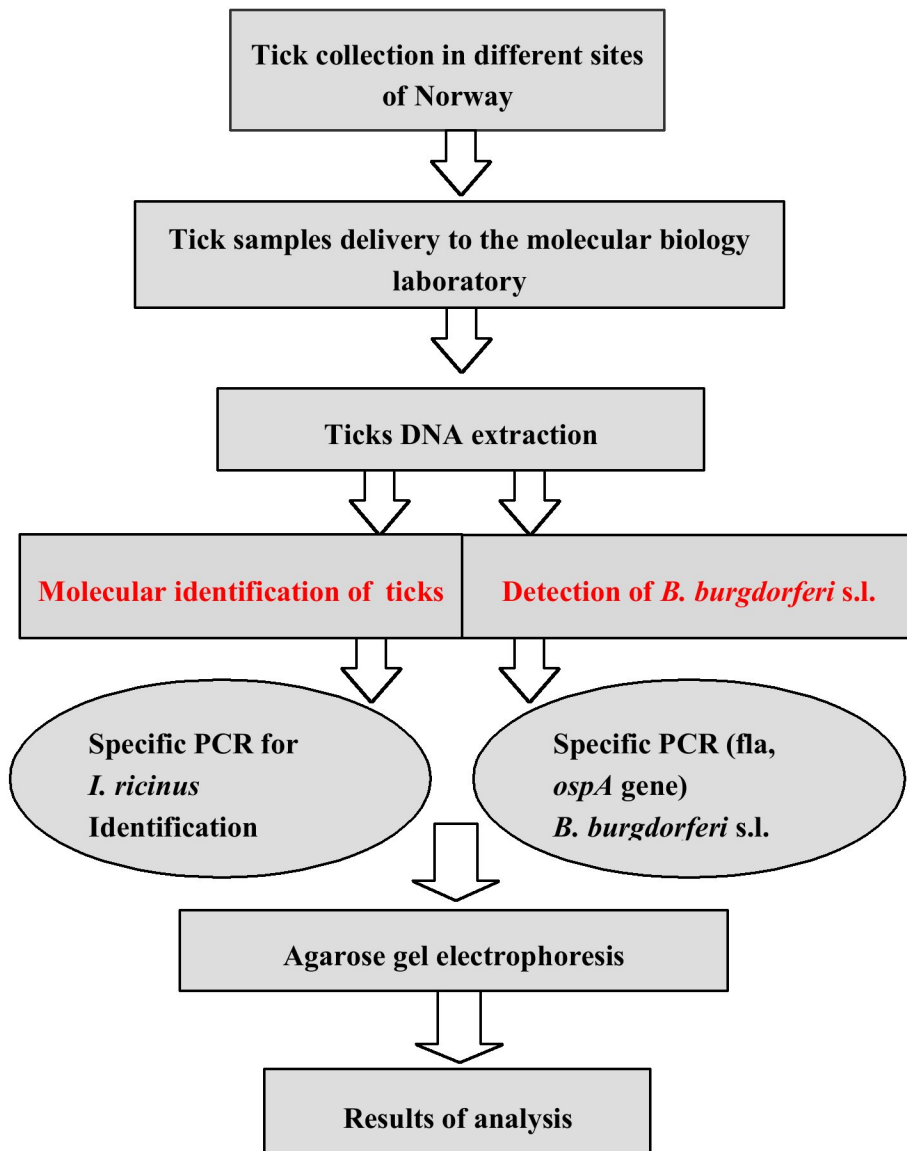 Tick collection in different sites
of Norway
Tick samples delivery to the molecular biology
laboratory
Ticks DNA extraction
Molecular identification of ticks
Detection of B. burgdorferi s.l.
Specific PCR for
I. ricinus
Identification
Specific PCR (fla,
ospA gene)
B. burgdorferi s.l.
Agarose gel electrophoresis
Results of analysis